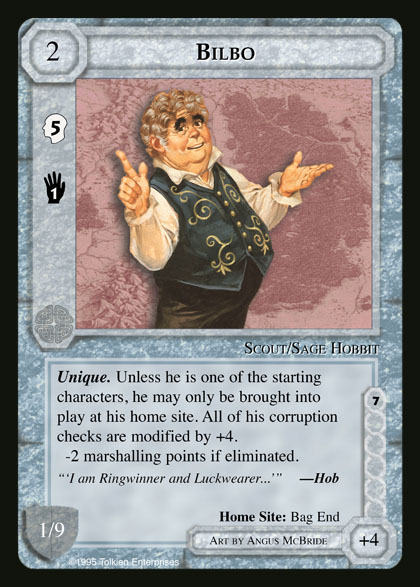 2
BILBO
5
1
SCOUT/SAGE HOBBIT
Unique. Unless he is one of the starting
characters, he may only be brought into
play at his home site. All of his corruption
checks are modified by +4.
-2 marshalling points if eliminated.
“‘I am Ringwinner and Luckwearer...’” —Hob
7
Home Site: Bag End
1/9
ART BY ANGUS MCBRIDE
+4
©1995 Tolkien Enterprises